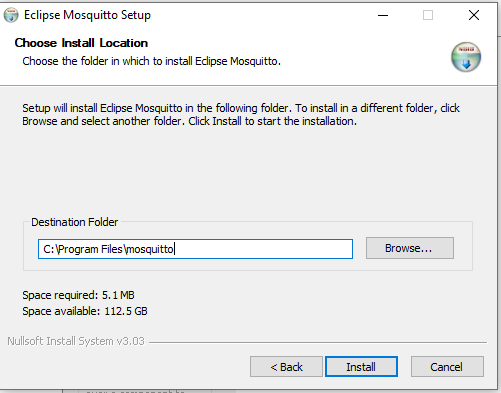 Eclipse Mosquitto Setup
Choose Install Location
Choose the folder in which to install Eclipse Mosquitto.
Setup will install Eclipse Mosquitto in the following folder. To install in a different folder, click
Browse and select another folder. Click Install to start the installation.
Destination Folder
C:\Program Files\mosquitto
Browse...
Space required: 5.1 MB
Space available: 112.5 GB
Nullsoft Install System v3.03
< Back
Install
Cancel